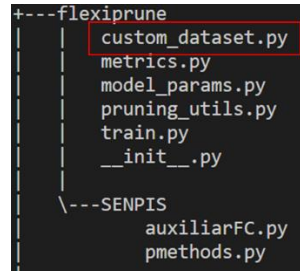 +---flexiprune
|   |   custom_dataset.py
|   |   metrics.py
|   |   model_params.py
|   |   pruning_utils.py
|   |   train.py
|   |   __init__.py
|   |
|   \---SENPIS
|           auxiliarFC.py
|           pmethods.py